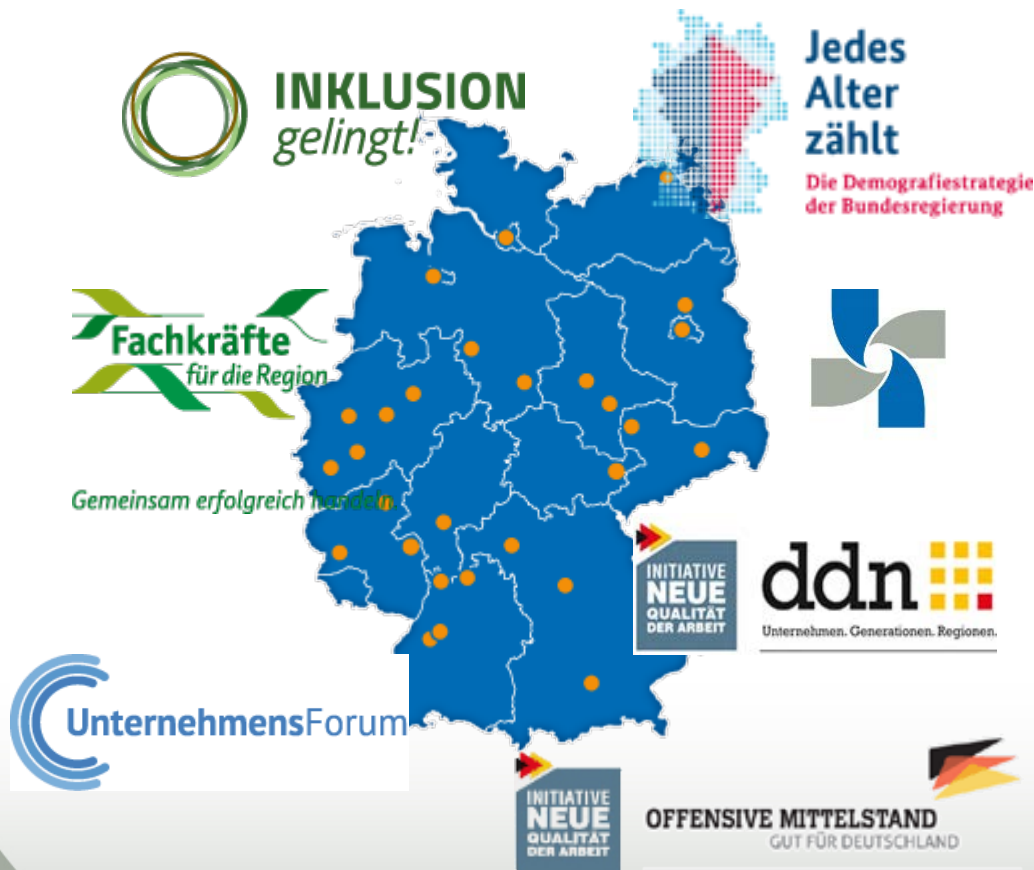 INKLUSION
gelingt!
Jedes
Alter
zählt
Die Demografiestrategie
der Bundesregierung
Fachkräfte
für die Region
Gemeinsam erfolgreich handeln.
INITIATIVE
NEUE
QUALITÄT
DER ARBEIT
ddn
Unternehmen. Generationen. Regionen.
UnternehmensForum
INITIATIVE
NEUE
QUALITÄT
DER ARBEIT
OFFENSIVE MITTELSTAND
GUT FÜR DEUTSCHLAND